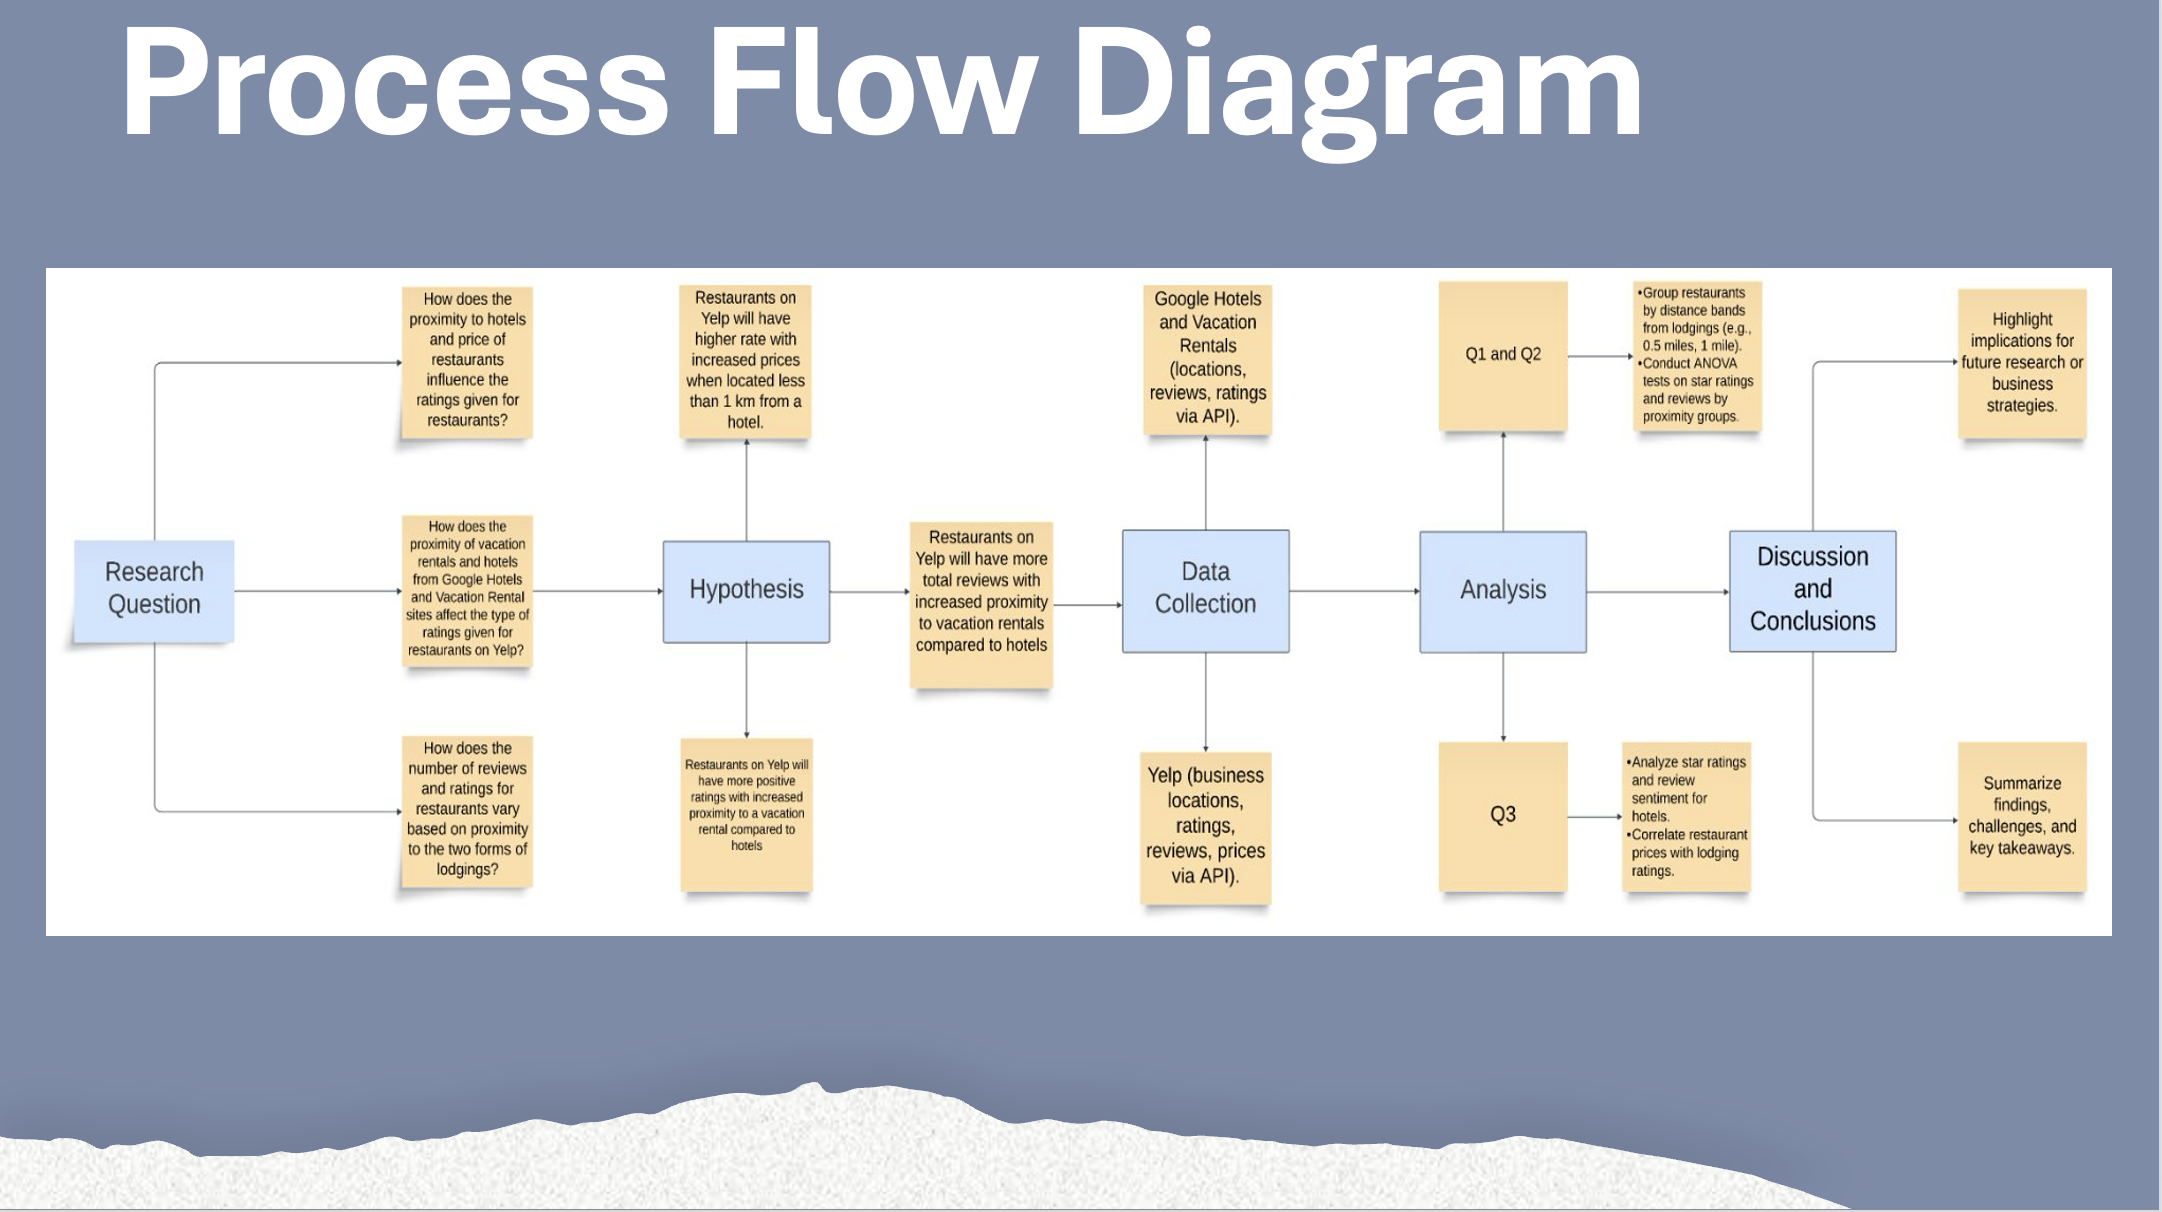 Process Flow Diagram
How does the
proximity to hotels
and price of
restaurants
influence the
ratings given for
restaurants?
Restaurants on
Yelp will have
higher rate with
increased prices
when located less
than 1 km from a
hotel.
Google Hotels
and Vacation
Rentals
(locations,
reviews, ratings
via API).
Q1 and Q2
•Group restaurants
by distance bands
from lodgings (e.g.,
0.5 miles, 1 mile).
•Conduct ANOVA
tests on star ratings
and reviews by
proximity groups.
Highlight
implications for
future research or
business
strategies.
Research
Question
How does the
proximity of vacation
rentals and hotels
from Google Hotels
and Vacation Rental
sites affect the type of
ratings given for
restaurants on Yelp?
Hypothesis
Restaurants on
Yelp will have more
total reviews with
increased proximity
to vacation rentals
compared to hotels
Data
Collection
Analysis
Discussion
and
Conclusions
How does the
number of reviews
and ratings for
restaurants vary
based on proximity
to the two forms of
lodgings?
Restaurants on Yelp will
have more positive
ratings with increased
proximity to a vacation
rental compared to
hotels
Yelp (business
locations,
ratings,
reviews, prices
via API).
Q3
•Analyze star ratings
and review
sentiment for
hotels.
•Correlate restaurant
prices with lodging
ratings.
Summarize
findings,
challenges, and
key takeaways.